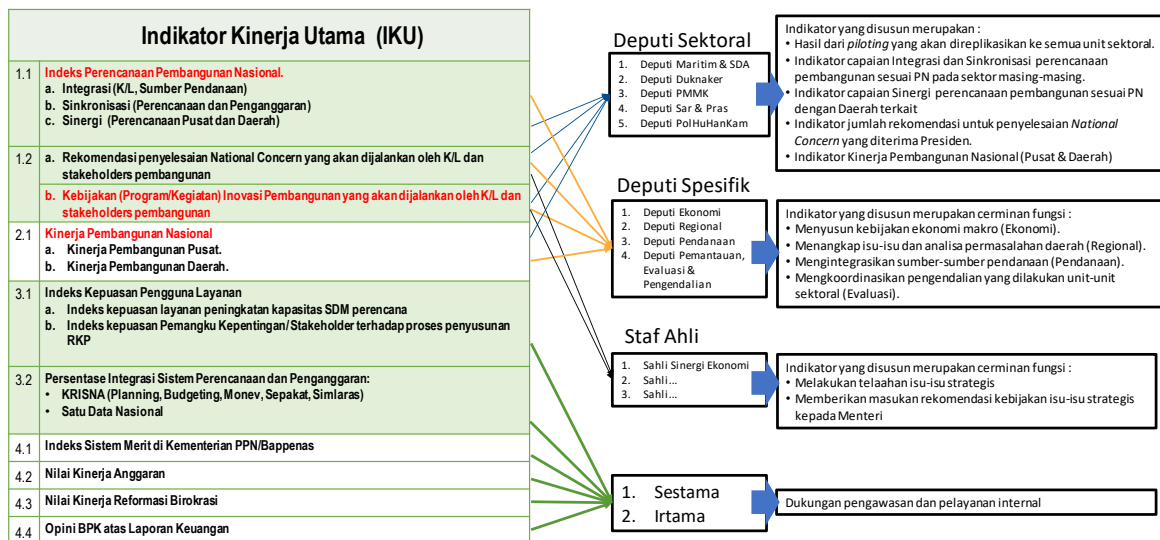 Indikator Kinerja Utama (IKU)
1.1 Indeks Perencanaan Pembangunan Nasional.
a. Integrasi (K/L, Sumber Pendanaan)
b. Sinkronisasi (Perencanaan dan Penganggaran)
c. Sinergi (Perencanaan Pusat dan Daerah)
1.2 a. Rekomendasi penyelesaian National Concern yang akan dijalankan oleh K/L dan
stakeholders pembangunan
b. Kebijakan (Program/Kegiatan) Inovasi Pembangunan yang akan dijalankan oleh K/L dan
stakeholders pembangunan
2.1 Kinerja Pembangunan Nasional
a. Kinerja Pembangunan Pusat.
b. Kinerja Pembangunan Daerah.
3.1 Indeks Kepuasan Pengguna Layanan
a. Indeks kepuasan layanan peningkatan kapasitas SDM perencana
b. Indeks kepuasan Pemangku Kepentingan/ Stakeholder terhadap proses penyusunan
RKP
3.2 Persentase Integrasi Sistem Perencanaan dan Penganggaran:
• KRISNA (Planning, Budgeting, Monev, Sepakat, Simlaras)
• Satu Data Nasional
4.1 Indeks Sistem Merit di Kementerian PPN/Bappenas
4.2 Nilai Kinerja Anggaran
4.3 Nilai Kinerja Reformasi Birokrasi
4.4 Opini BPK atas Laporan Keuangan
Deputi Sektoral
1. Deputi Maritim & SDA
2. Deputi Duknaker
3. Deputi PMMK
4. Deputi Sar & Pras
5. Deputi PolHuHanKam
Indikator yang disusun merupakan :
• Hasil dari piloting yang akan direplikasikan ke semua unit sektoral.
• Indikator capaian Integrasi dan Sinkronisasi perencanaan
pembangunan sesuai PN pada sektor masing-masing.
• Indikator capaian Sinergi perencanaan pembangunan sesuai PN
dengan Daerah terkait
• Indikator jumlah rekomendasi untuk penyelesaian National
Concern yang diterima Presiden.
• Indikator Kinerja Pembangunan Nasional (Pusat & Daerah)
Deputi Spesifik
1. Deputi Ekonomi
2. Deputi Regional
3. Deputi Pendanaan
4. Deputi Pemantauan,
Evaluasi &
Pengendalian
Indikator yang disusun merupakan cerminan fungsi :
• Menyusun kebijakan ekonomi makro (Ekonomi).
• Menangkap isu-isu dan analisa permasalahan daerah (Regional).
• Mengintegrasikan sumber-sumber pendanaan (Pendanaan).
• Mengkoordinasikan pengendalian yang dilakukan unit-unit
sektoral (Evaluasi).
Staf Ahli
1. Sahli Sinergi Ekonomi
2. Sahli...
3. Sahli...
Indikator yang disusun merupakan cerminan fungsi :
• Melakukan telaahan isu-isu strategis
• Memberikan masukan rekomendasi kebijakan isu-isu strategis
kepada Menteri
1. Sestama
2. Irtama
Dukungan pengawasan dan pelayanan internal